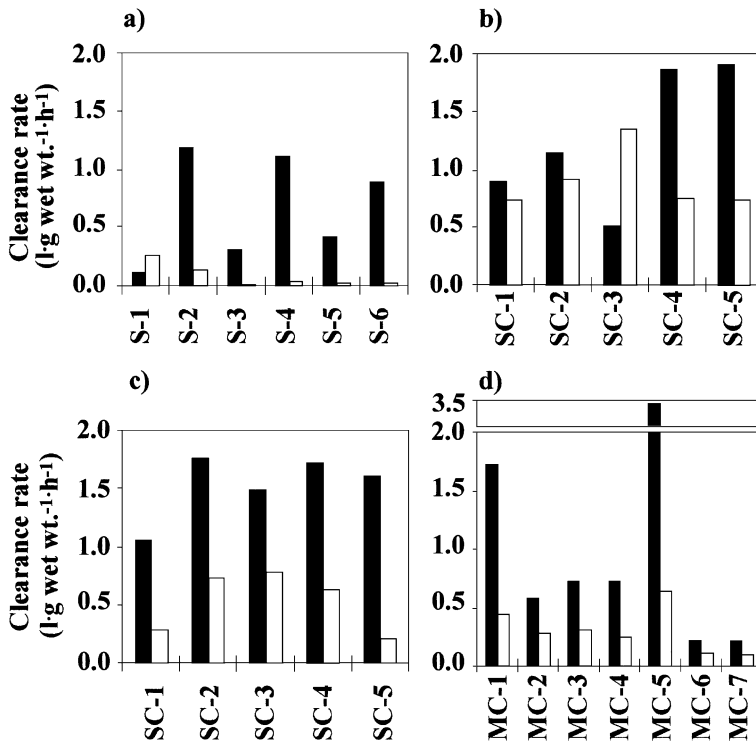 a)
Clearance rate
(l·g wet wt.-1·h-1)
2.0
1.5
1.0
0.5
0.0
S-1
S-2
S-3
S-4
S-5
S-6
b)
2.0
1.5
1.0
0.5
0.0
SC-1
SC-2
SC-3
SC-4
SC-5
c)
Clearance rate
(l·g wet wt.-1·h-1)
2.0
1.5
1.0
0.5
0.0
SC-1
SC-2
SC-3
SC-4
SC-5
d)
3.5
2.0
1.5
1.0
0.5
0.0
MC-1
MC-2
MC-3
MC-4
MC-5
MC-6
MC-7